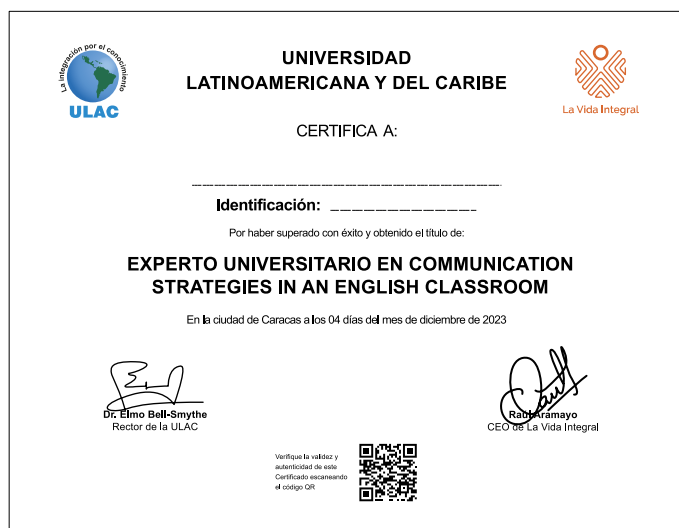 La integración por el conocimiento
ULAC
UNIVERSIDAD
LATINOAMERICANA Y DEL CARIBE
La Vida Integral
CERTIFICA A:
Identificación:
Por haber superado con éxito y obtenido el título de:
EXPERTO UNIVERSITARIO EN COMMUNICATION
STRATEGIES IN AN ENGLISH CLASSROOM
En la ciudad de Caracas a los 04 días del mes de diciembre de 2023
Dr. Elmo Bell-Smythe
Rector de la ULAC
Raúl Aramayo
CEO de La Vida Integral
Verifique la validez y
autenticidad de este
Certificado escaneando
el código QR